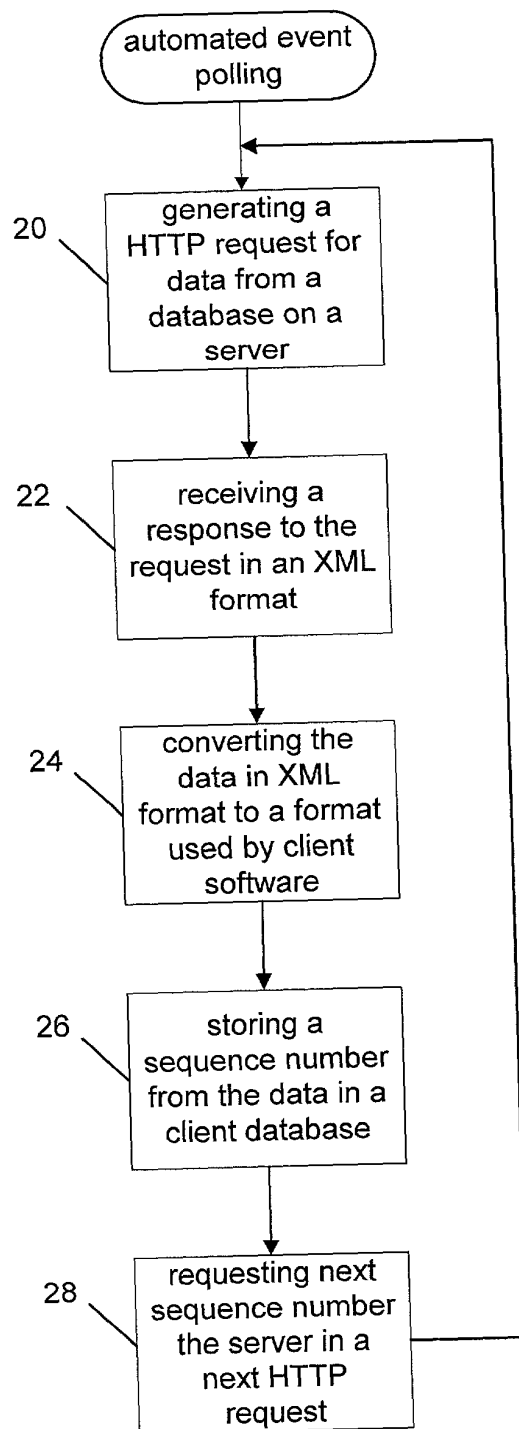 automated event
polling
20
generating a
HTTP request for
data from a
database on a
server
22
receiving a
response to the
request in an XML
format
24
converting the
data in XML
format to a format
used by client
software
26
storing a
sequence number
from the data in a
client database
28
requesting next
sequence number
the server in a
next HTTP
request